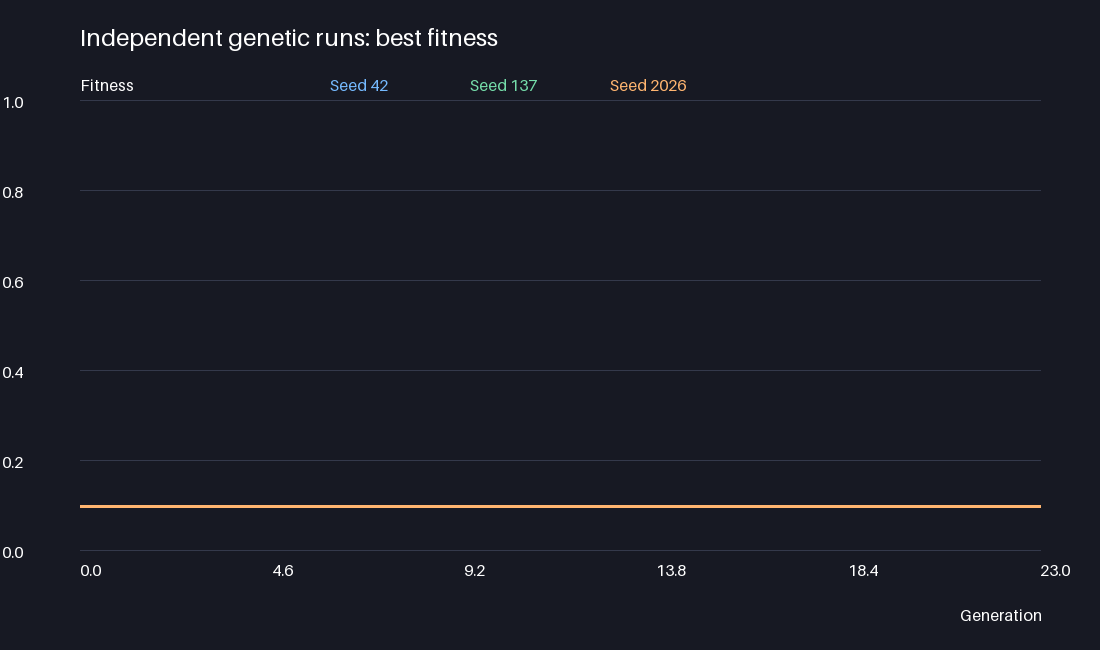 Independent genetic runs: best fitness
Fitness Seed 42 Seed 137 Seed 2026
1.0
0.8
0.6
0.4
0.2
0.0
0.0 4.6 9.2 13.8 18.4 23.0
Generation